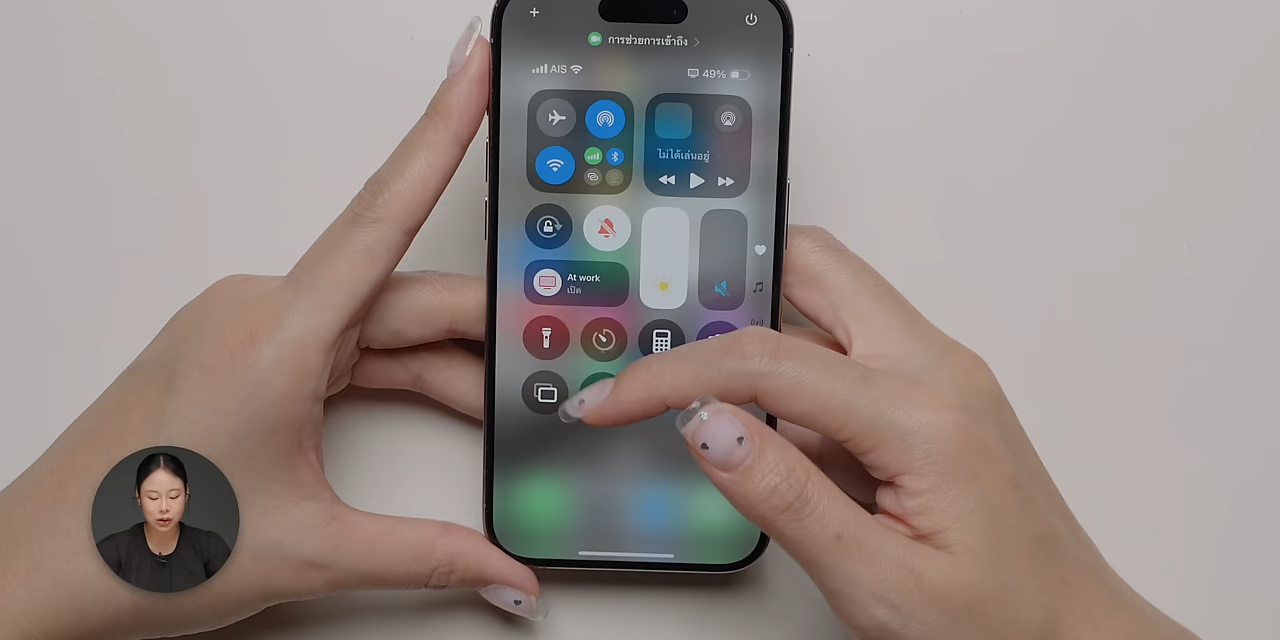 การช่วยการเข้าถึง
AIS 49%
ไม่ได้เล่นอยู่
At work
เปิด